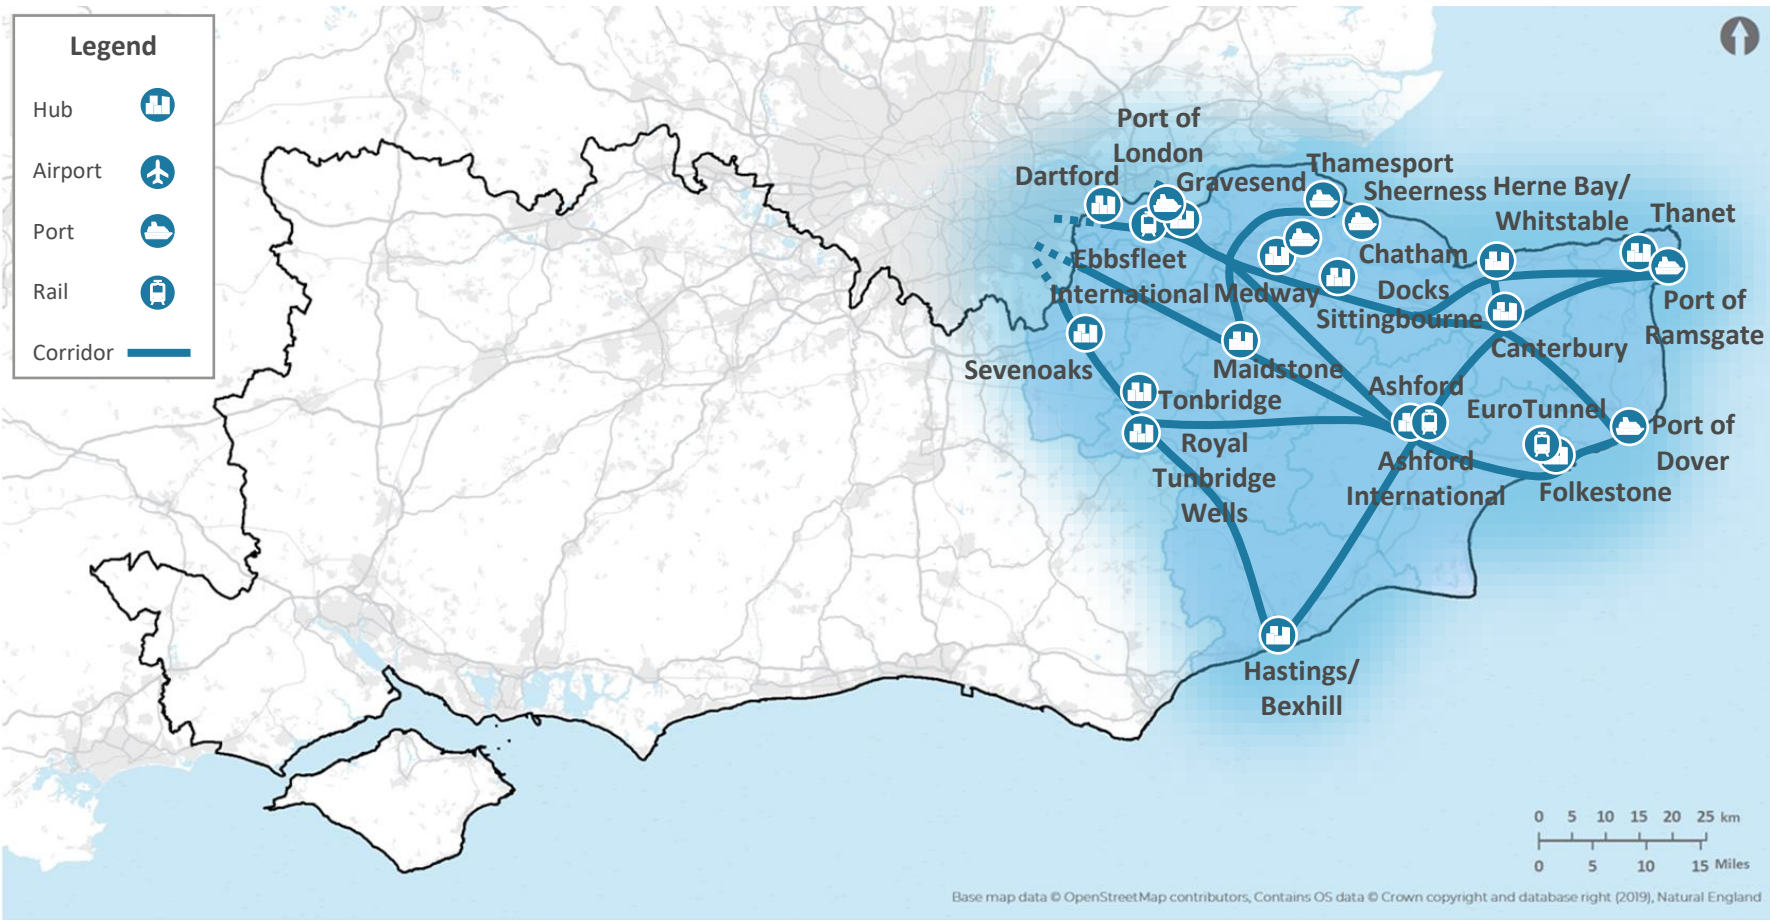 Legend
Hub
Airport
Port
Rail
Corridor
Port of
London
Dartford
Gravesend
Thamesport
Sheerness
Herne Bay/
Whitstable
Thanet
Ebbsfleet
International
Medway
Chatham
Docks
Sittingbourne
Port of
Ramsgate
Canterbury
Sevenoaks
Maidstone
Tonbridge
Ashford
EuroTunnel
Port of
Dover
Royal
Tunbridge
Wells
Ashford
International
Folkestone
Hastings/
Bexhill
0 5 10 15 20 25 km
0 5 10 15 Miles
Base map data © OpenStreetMap contributors, Contains OS data © Crown copyright and database right (2019), Natural England